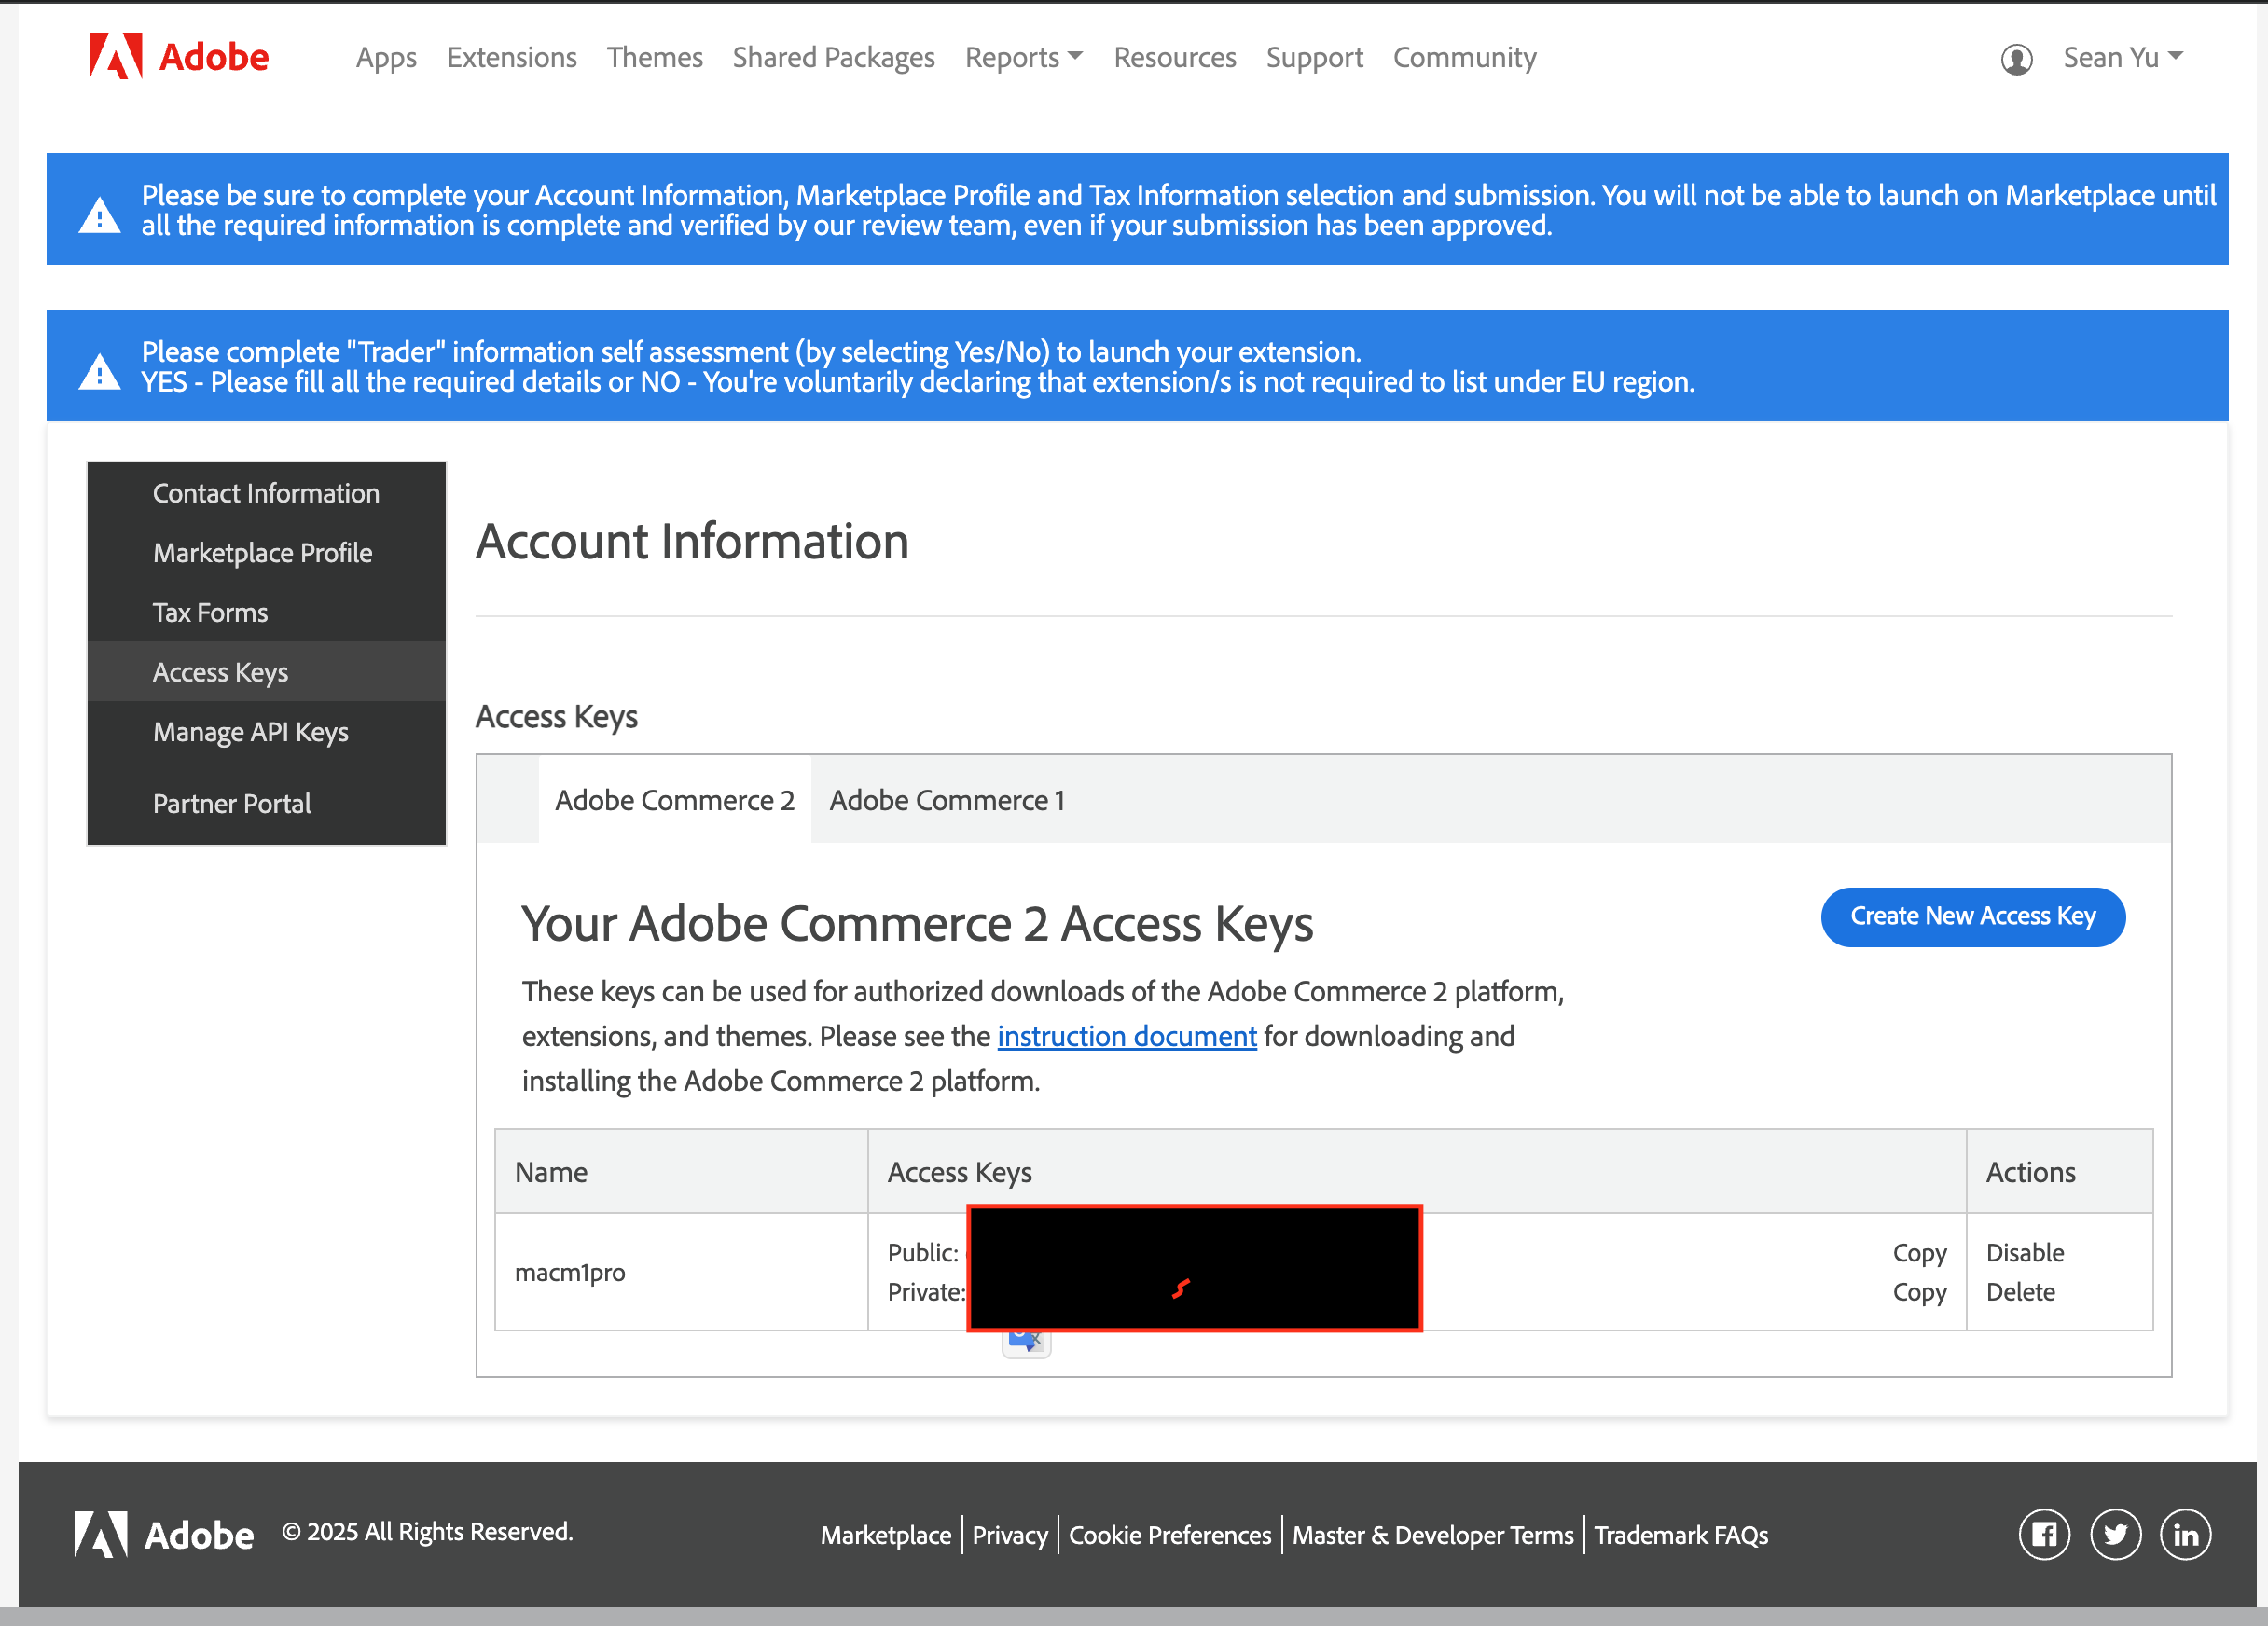 Adobe
Apps
Extensions
Themes
Shared Packages
Reports
Resources
Support
Community
Sean Yu
Please be sure to complete your Account Information, Marketplace Profile and Tax Information selection and submission. You will not be able to launch on Marketplace until
all the required information is complete and verified by our review team, even if your submission has been approved.
Please complete "Trader" information self assessment (by selecting Yes/No) to launch your extension.
YES - Please fill all the required details or NO - You're voluntarily declaring that extension/s is not required to list under EU region.
Contact Information
Marketplace Profile
Tax Forms
Access Keys
Manage API Keys
Partner Portal
Account Information
Access Keys
Adobe Commerce 2
Adobe Commerce 1
Your Adobe Commerce 2 Access Keys
Create New Access Key
These keys can be used for authorized downloads of the Adobe Commerce 2 platform,
extensions, and themes. Please see the instruction document for downloading and
installing the Adobe Commerce 2 platform.
Name
Access Keys
Actions
macm1pro
Public:
Copy
Disable
Private:
Copy
Delete
Adobe
© 2025 All Rights Reserved.
Marketplace
Privacy
Cookie Preferences
Master & Developer Terms
Trademark FAQs